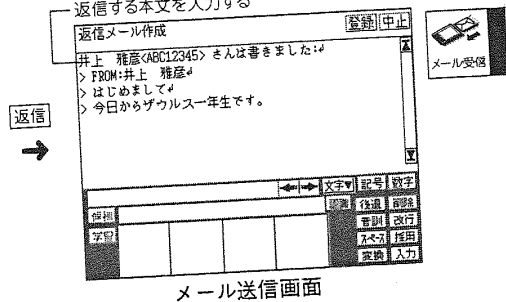 返信する本文を入力する
返信メール作成
登録 中止
井上 雅彦<ABC12345> さんは書きました:↲
> FROM:井上 雅彦↲
> はじめまして↲
> 今日からザウルス一年生です。
メール受信
返信
文字▼ 記号 数字
候補
認識 後退 削除
学習
音訓 改行
スペース 採用
変換 入力
メール送信画面